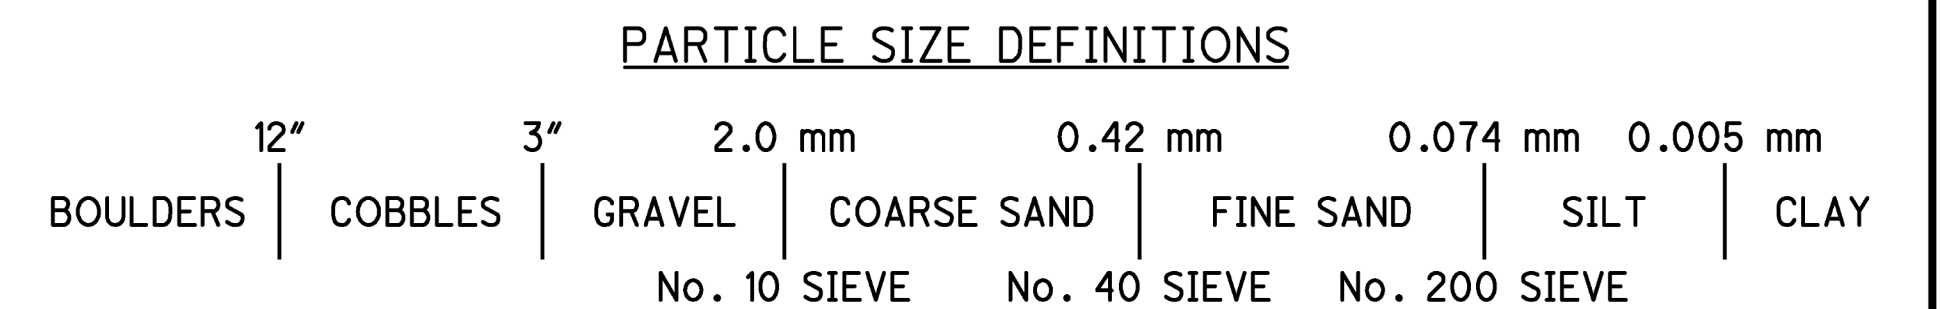 PARTICLE SIZE DEFINITIONS
12″ 3″ 2.0 mm 0.42 mm 0.074 mm 0.005 mm
BOULDERS COBBLES GRAVEL COARSE SAND FINE SAND SILT CLAY
No. 10 SIEVE No. 40 SIEVE No. 200 SIEVE